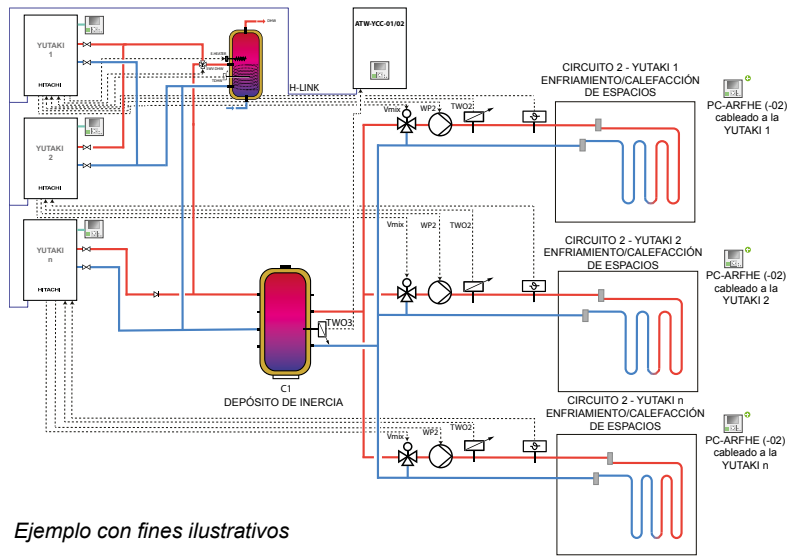 YUTAKI
1
HITACHI
DHW
E.HEATER
TDHW
H-LINK
ATW-YCC-01/02
YUTAKI
2
HITACHI
YUTAKI
n
HITACHI
Vmix
WP2
TWO2
CIRCUITO 2 - YUTAKI 1
ENFRIAMIENTO/CALEFACCIÓN
DE ESPACIOS
PC-ARFHE (-02)
cableado a la
YUTAKI 1
Vmix
WP2
TWO2
CIRCUITO 2 - YUTAKI 2
ENFRIAMIENTO/CALEFACCIÓN
DE ESPACIOS
PC-ARFHE (-02)
cableado a la
YUTAKI 2
TWO3
C1
DEPÓSITO DE INERCIA
Vmix
WP2
TWO2
CIRCUITO 2 - YUTAKI n
ENFRIAMIENTO/CALEFACCIÓN
DE ESPACIOS
PC-ARFHE (-02)
cableado a la
YUTAKI n
Ejemplo con fines ilustrativos